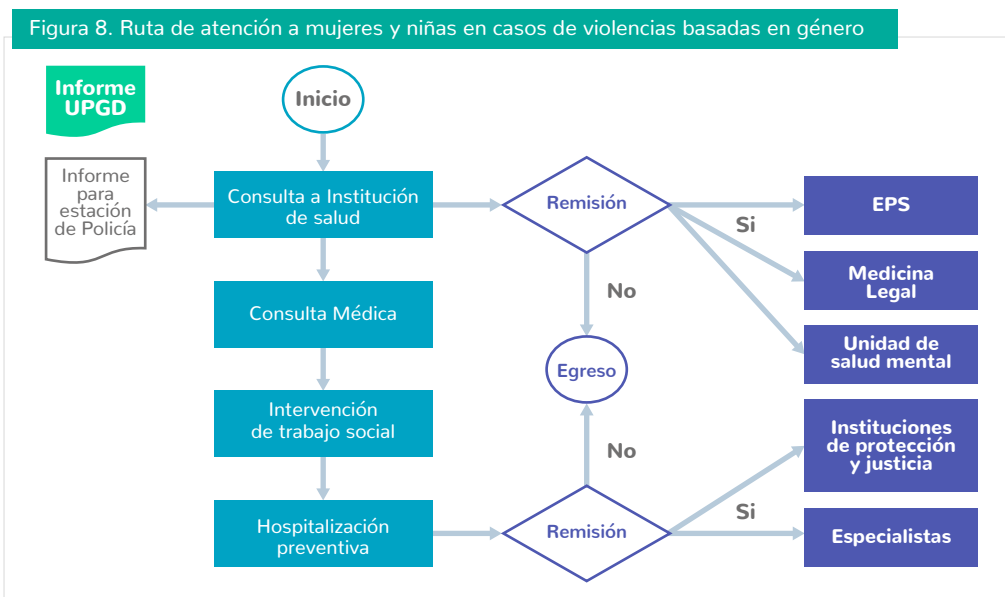 Figura 8. Ruta de atención a mujeres y niñas en casos de violencias basadas en género
Informe
UPGD
Inicio
Informe
para
estación
de Policía
Consulta a Institución
de salud
Remisión
EPS
Si
Medicina
Legal
No
Consulta Médica
Unidad de
salud mental
Egreso
Intervención
de trabajo social
Instituciones
de protección
y justicia
No
Si
Hospitalización
preventiva
Remisión
Especialistas